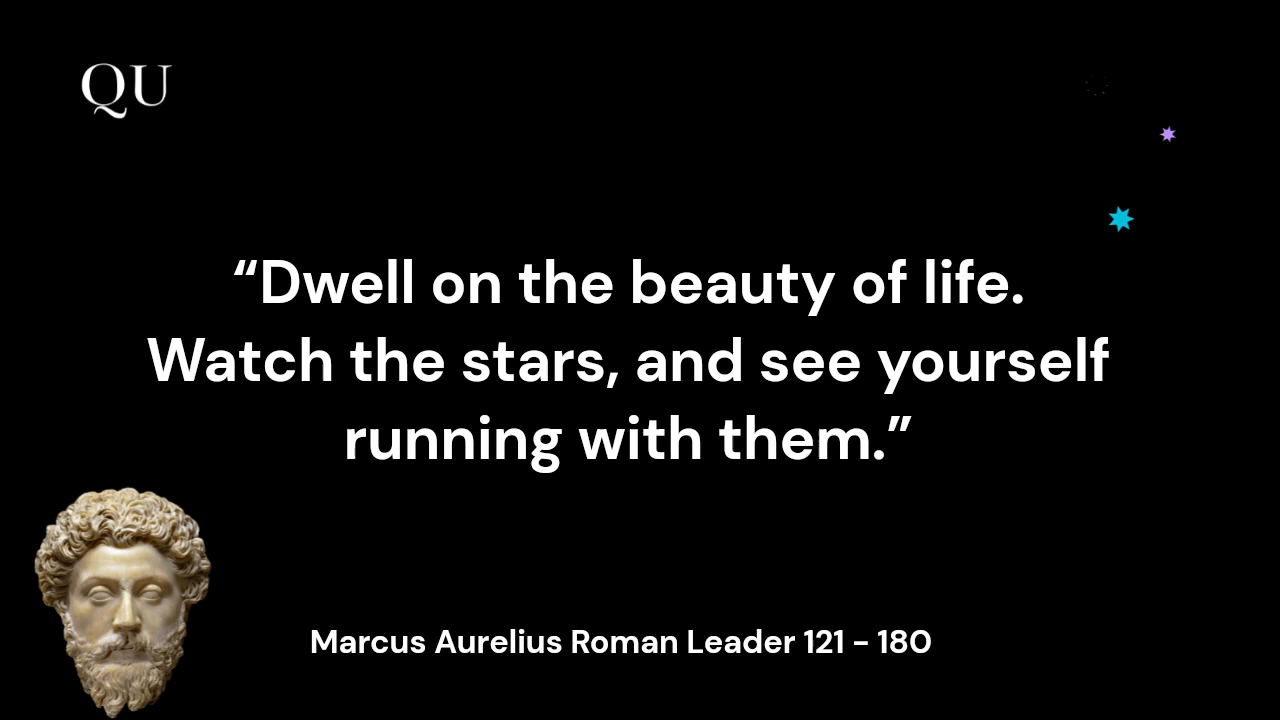 QU
“Dwell on the beauty of life.
Watch the stars, and see yourself
running with them.”
Marcus Aurelius Roman Leader 121 – 180